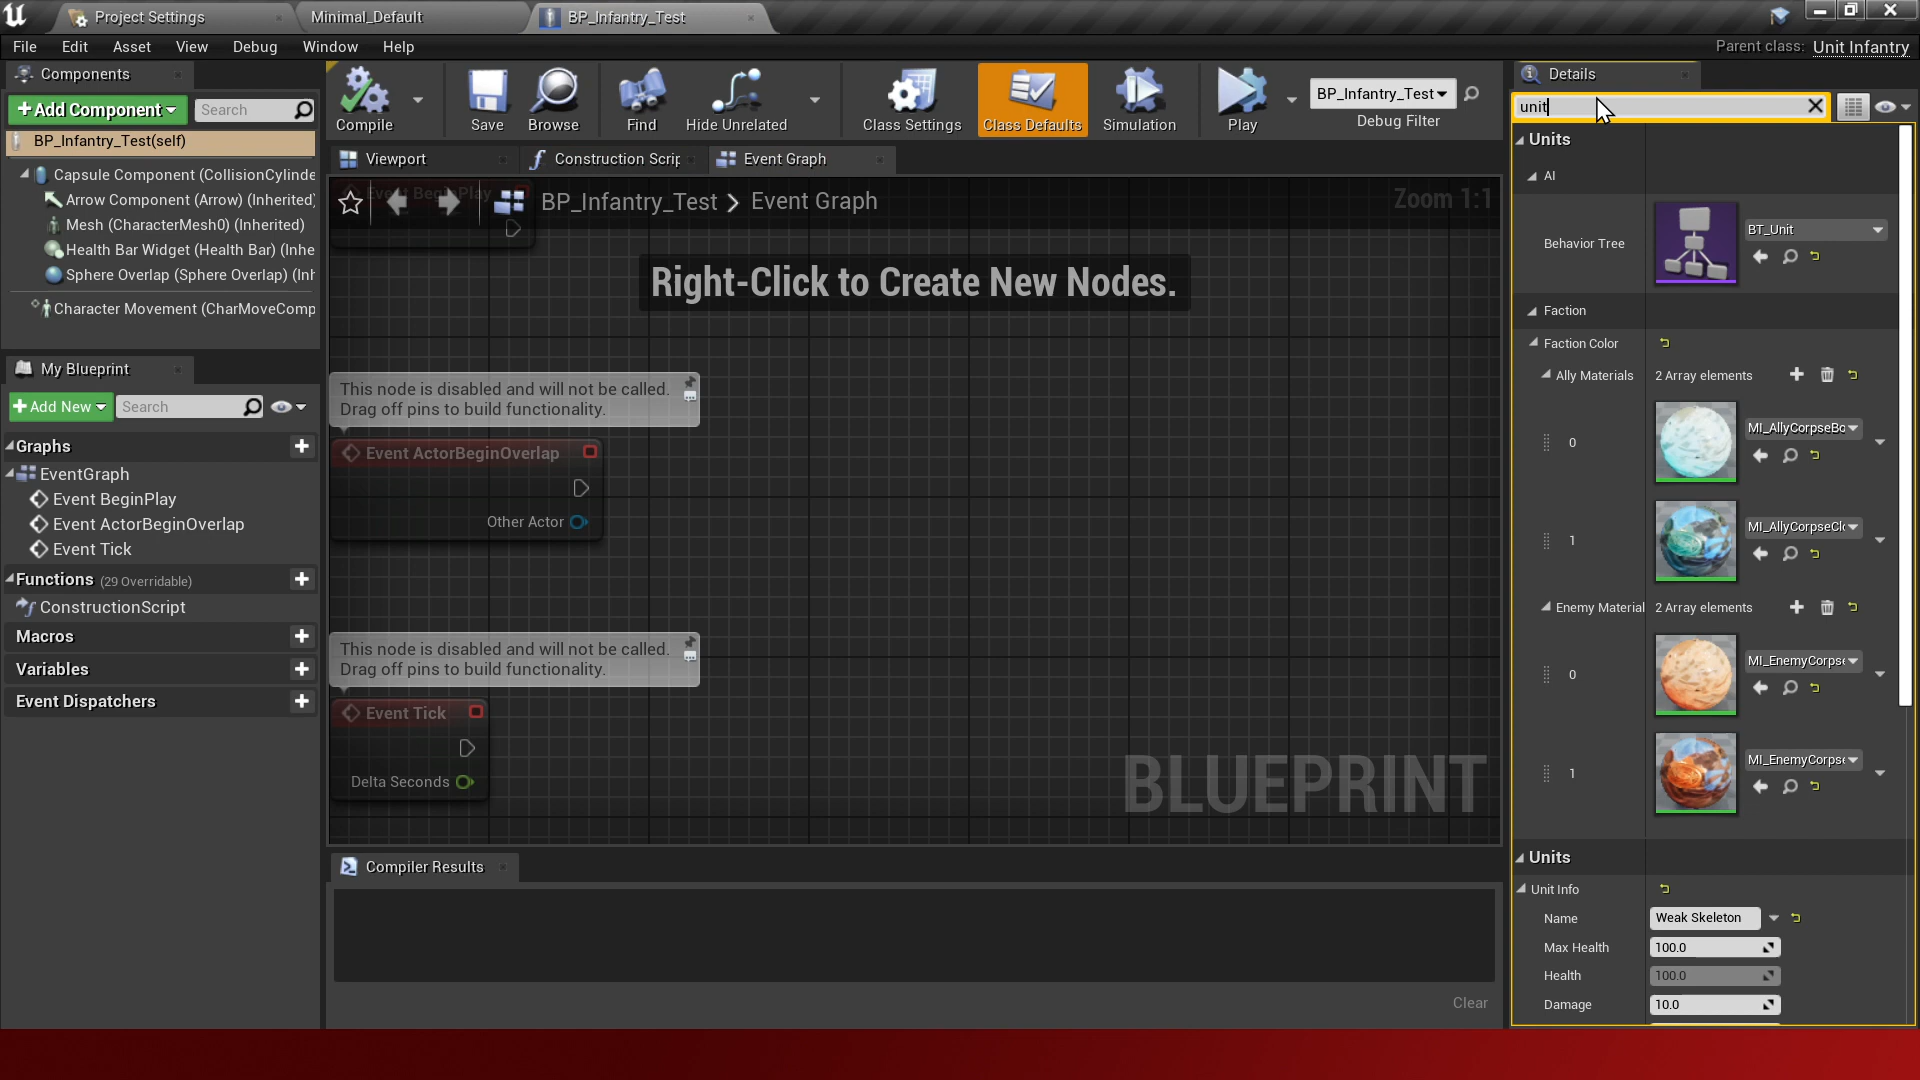 Project Settings
Minimal_Default
BP_Infantry_Test
File
Edit
Asset
View
Debug
Window
Help
Parent class: Unit Infantry
Components
+Add Component
Search
BP_Infantry_Test(self)
Capsule Component (CollisionCylinde
Arrow Component (Arrow) (Inherited)
Mesh (CharacterMesh0) (Inherited)
Health Bar Widget (Health Bar) (Inhe
Sphere Overlap (Sphere Overlap) (Inh
Character Movement (CharMoveComp
My Blueprint
+Add New
Search
Graphs
EventGraph
Event BeginPlay
Event ActorBeginOverlap
Event Tick
Functions (29 Overridable)
ConstructionScript
Macros
Variables
Event Dispatchers
Compile
Save
Browse
Find
Hide Unrelated
Class Settings
Class Defaults
Simulation
Play
BP_Infantry_Test
Debug Filter
Viewport
Construction Scrip
Event Graph
Event BeginPlay
BP_Infantry_Test > Event Graph
Zoom 1:1
Right-Click to Create New Nodes.
This node is disabled and will not be called.
Drag off pins to build functionality.
Event ActorBeginOverlap
Other Actor
This node is disabled and will not be called.
Drag off pins to build functionality.
Event Tick
Delta Seconds
BLUEPRINT
Compiler Results
Clear
Details
unit
Units
AI
Behavior Tree
BT_Unit
Faction
Faction Color
Ally Materials
2 Array elements
0
MI_AllyCorpseBo
1
MI_AllyCorpseClo
Enemy Material
2 Array elements
0
MI_EnemyCorpse
1
MI_EnemyCorpse
Units
Unit Info
Name
Weak Skeleton
Max Health
100.0
Health
100.0
Damage
10.0